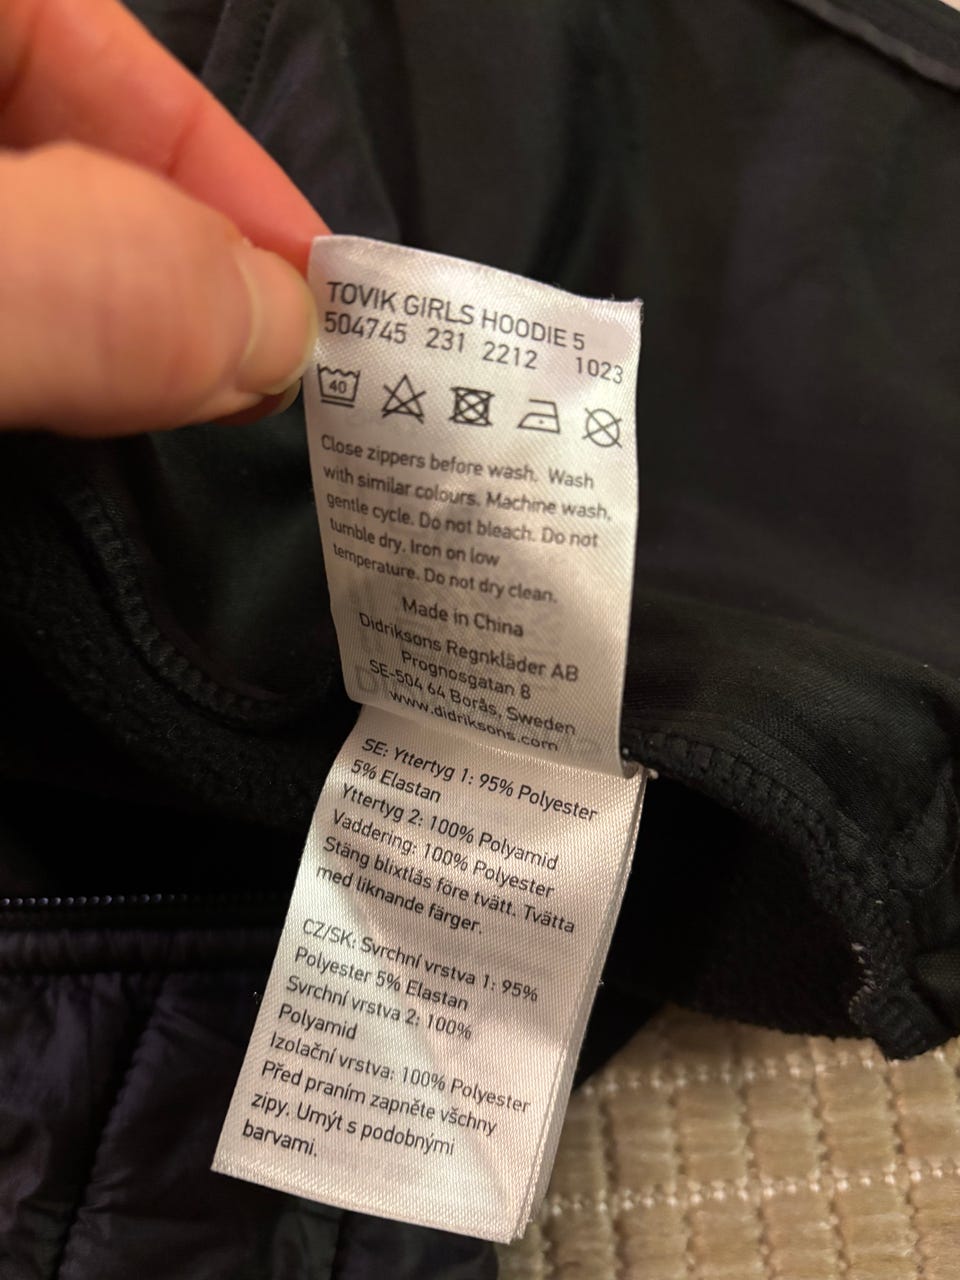 TOVIK GIRLS HOODIE 5
504745 231 2212 1023
40
Close zippers before wash. Wash
with similar colours. Machine wash,
gentle cycle. Do not bleach. Do not
tumble dry. Iron on low
temperature. Do not dry clean.
Made in China
Didriksons Regnkläder AB
Prognosgatan 8
SE-504 64 Borås, Sweden
www.didriksons.com
SE: Yttertyg 1: 95% Polyester
5% Elastan
Yttertyg 2: 100% Polyamid
Vaddering: 100% Polyester
Stäng blixtlås före tvätt. Tvätta
med liknande färger.
CZ/SK: Svrchní vrstva 1: 95%
Polyester 5% Elastan
Svrchní vrstva 2: 100%
Polyamid
Izolační vrstva: 100% Polyester
Před praním zapněte všchny
zipy. Umýt s podobnými
barvami.